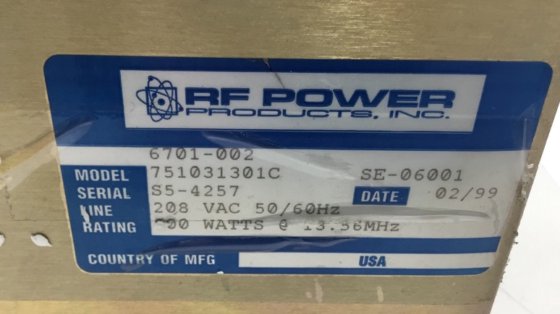 RF POWER
PRODUCTS, INC.
6701-002
MODEL 751031301C SE-06001
SERIAL S5-4257 DATE 02/99
LINE 208 VAC 50/60Hz
RATING WATTS @ 13.56MHz
COUNTRY OF MFG USA